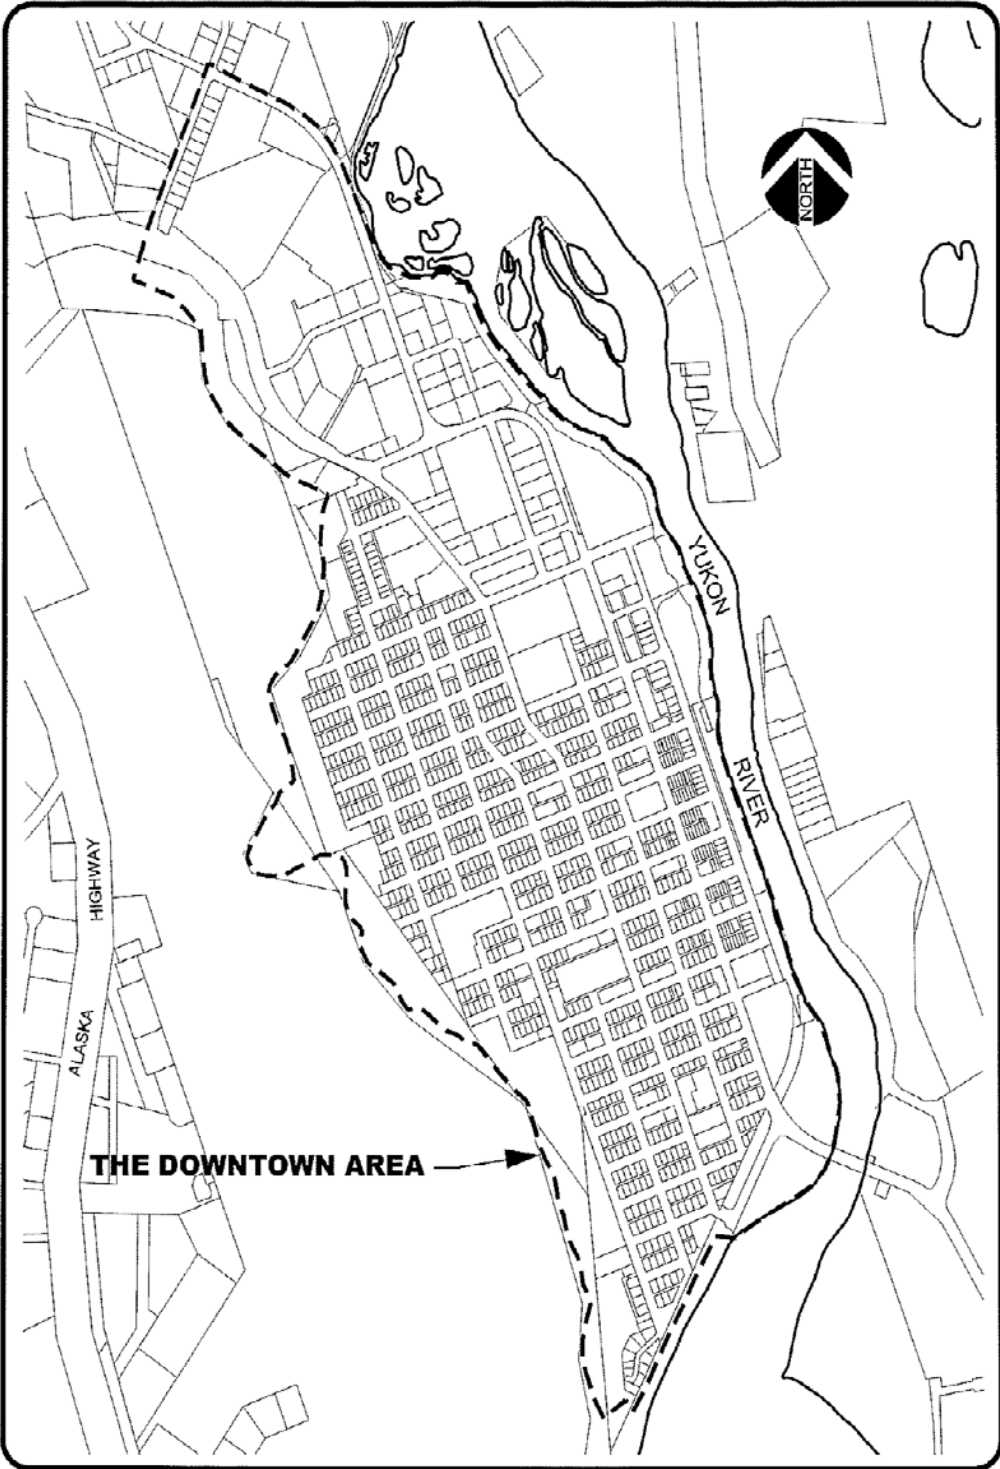 NORTH
YUKON
RIVER
HIGHWAY
ALASKA
THE DOWNTOWN AREA